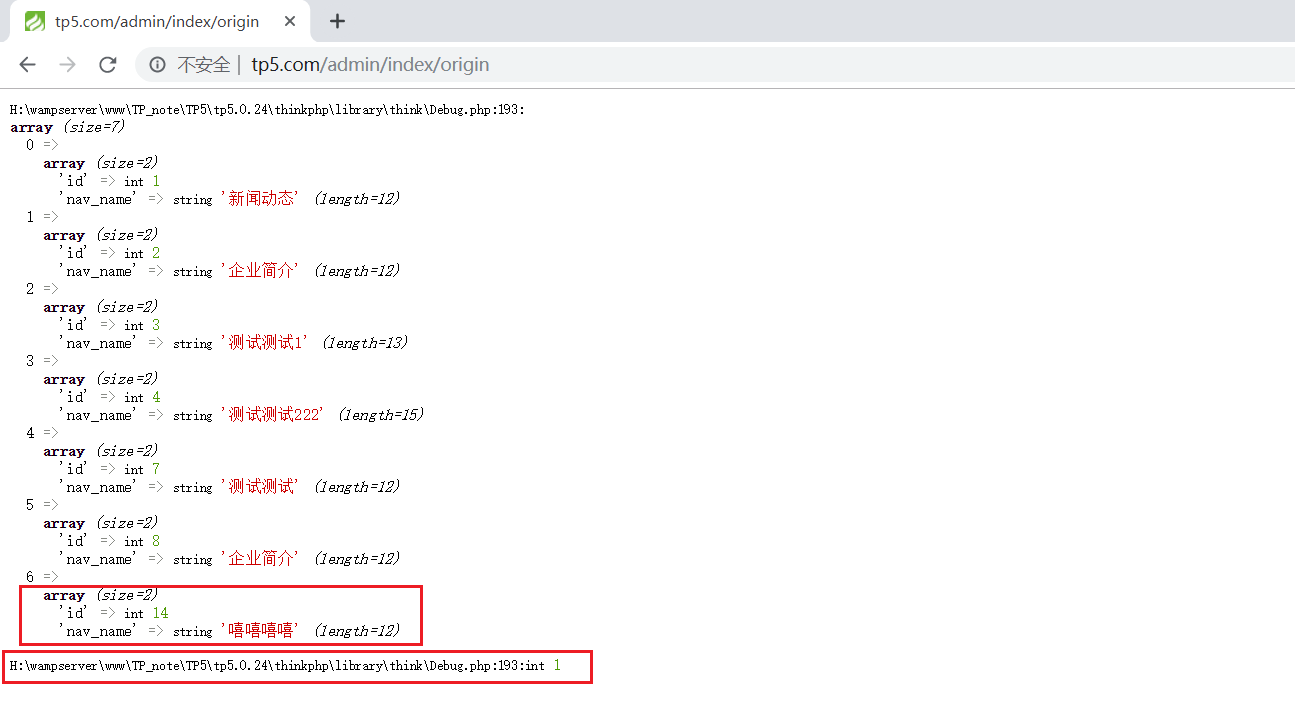 tp5.com/admin/index/origin
不安全 | tp5.com/admin/index/origin
H:\wampserver\www\TP_note\TP5\tp5.0.24\thinkphp\library\think\Debug.php:193:
array (size=7)
0 =>
array (size=2)
'id' => int 1
'nav_name' => string '新闻动态' (length=12)
1 =>
array (size=2)
'id' => int 2
'nav_name' => string '企业简介' (length=12)
2 =>
array (size=2)
'id' => int 3
'nav_name' => string '测试测试1' (length=13)
3 =>
array (size=2)
'id' => int 4
'nav_name' => string '测试测试222' (length=15)
4 =>
array (size=2)
'id' => int 7
'nav_name' => string '测试测试' (length=12)
5 =>
array (size=2)
'id' => int 8
'nav_name' => string '企业简介' (length=12)
6 =>
array (size=2)
'id' => int 14
'nav_name' => string '嘻嘻嘻嘻' (length=12)
H:\wampserver\www\TP_note\TP5\tp5.0.24\thinkphp\library\think\Debug.php:193:int 1